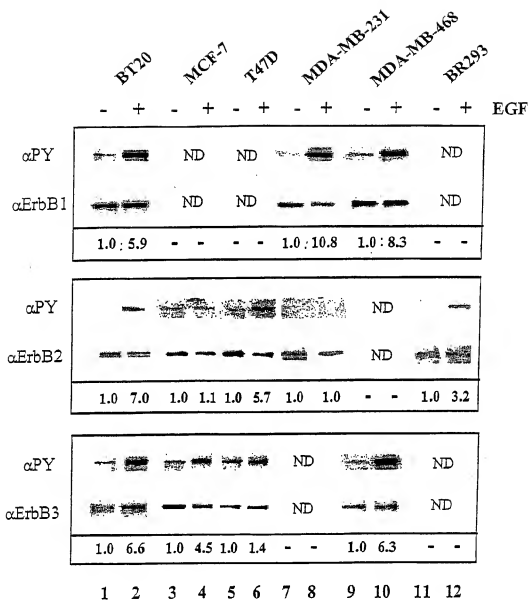 BT20 MCF-7 T47D MDA-MB-231 MDA-MB-468 BR293
- + - + - + - + - + - + EGF
αPY ND ND ND
αErbB1 ND ND ND
1.0 : 5.9 - - - - 1.0 : 10.8 1.0 : 8.3 - -
αPY ND
αErbB2 ND
1.0 7.0 1.0 1.1 1.0 5.7 1.0 1.0 - - 1.0 3.2
αPY ND ND
αErbB3 ND ND
1.0 6.6 1.0 4.5 1.0 1.4 - - 1.0 6.3 - -
1 2 3 4 5 6 7 8 9 10 11 12